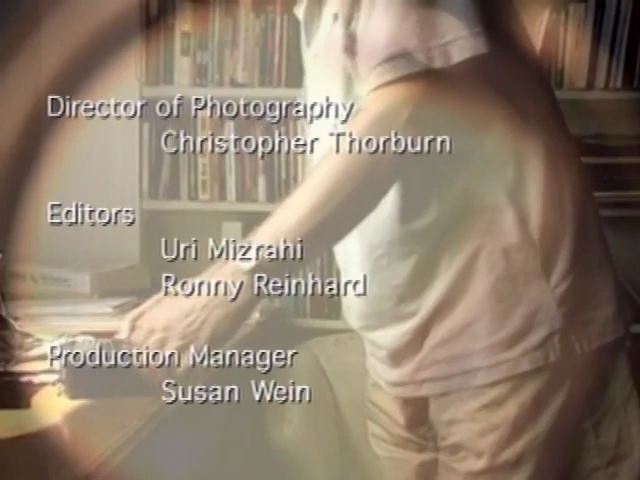 Director of Photography
Christopher Thorburn
Editors
Uri Mizrahi
Ronny Reinhard
Production Manager
Susan Wein